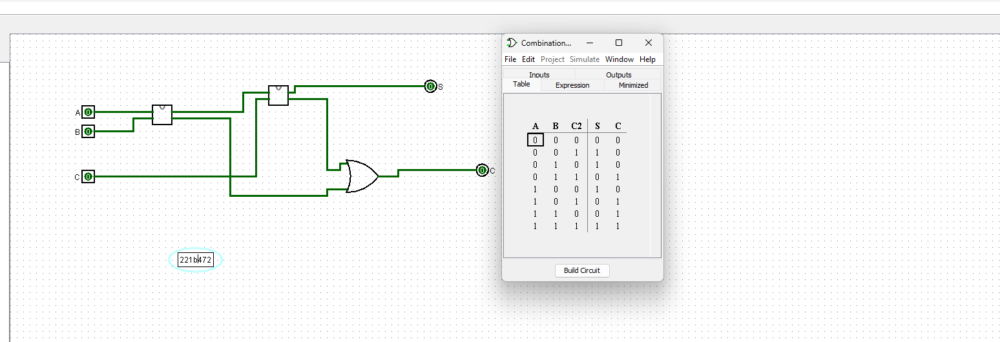 Combination...
File Edit Project Simulate Window Help
Inputs Outputs
Table Expression Minimized
A B C2 S C
0 0 0 0 0
0 0 1 1 0
0 1 0 1 0
0 1 1 0 1
1 0 0 1 0
1 0 1 0 1
1 1 0 0 1
1 1 1 1 1
Build Circuit
0 S
A 0
B 0
C 0
0 C
221b472